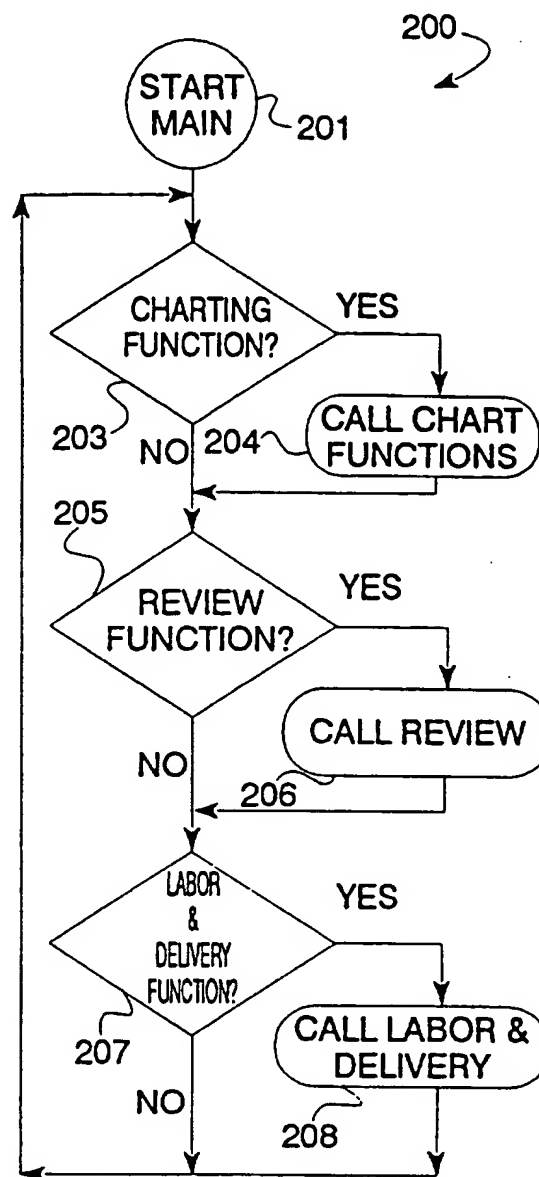 200
START
MAIN
201
CHARTING
FUNCTION?
YES
203
NO
204
CALL CHART
FUNCTIONS
205
REVIEW
FUNCTION?
YES
CALL REVIEW
NO
206
LABOR
&
DELIVERY
FUNCTION?
YES
207
CALL LABOR &
DELIVERY
NO
208